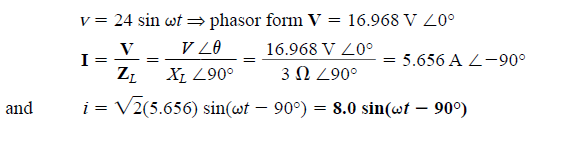 v = 24 sin ωt ⇒ phasor form V = 16.968 V ∠0°
I = V/Z_L = V ∠θ/X_L ∠90° = 16.968 V ∠0°/3 Ω ∠90° = 5.656 A ∠−90°
and i = √2(5.656) sin(ωt − 90°) = 8.0 sin(ωt − 90°)